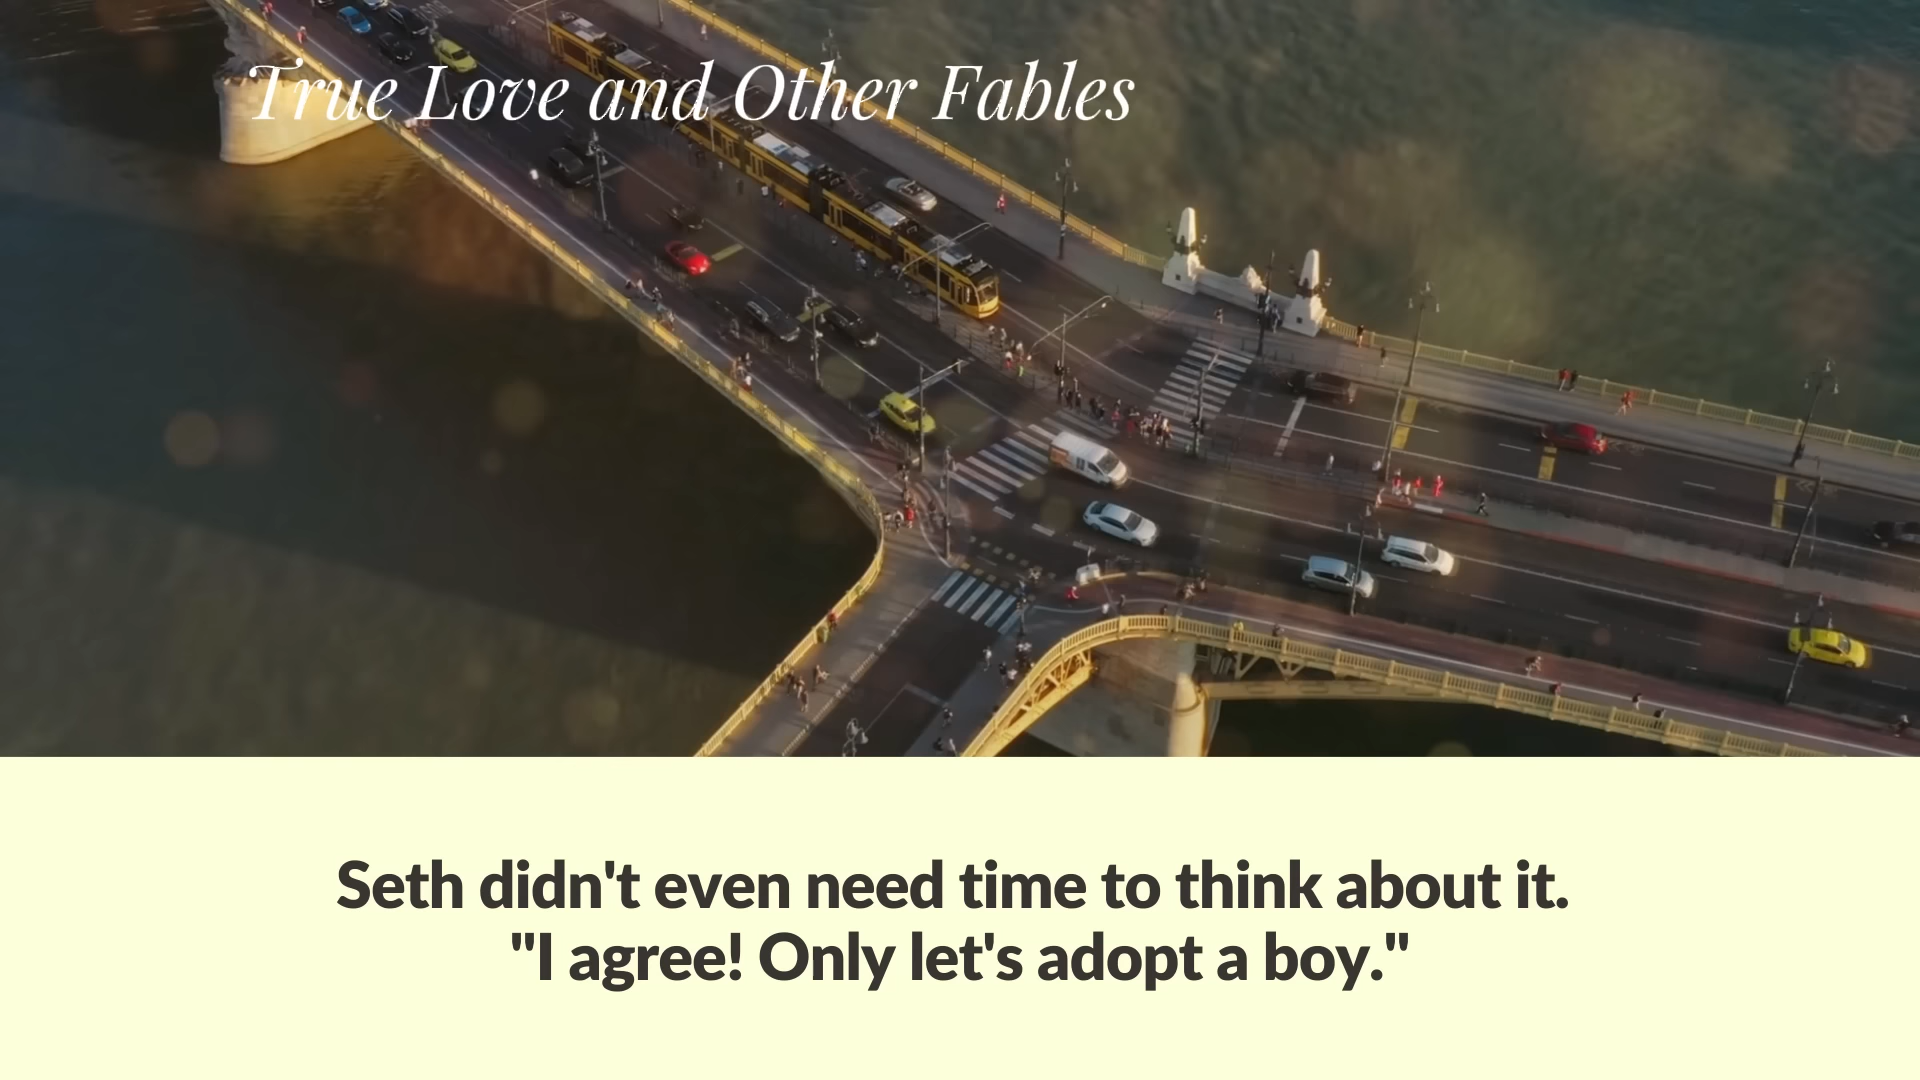 True Love and Other Fables
Seth didn't even need time to think about it.
"I agree! Only let's adopt a boy."